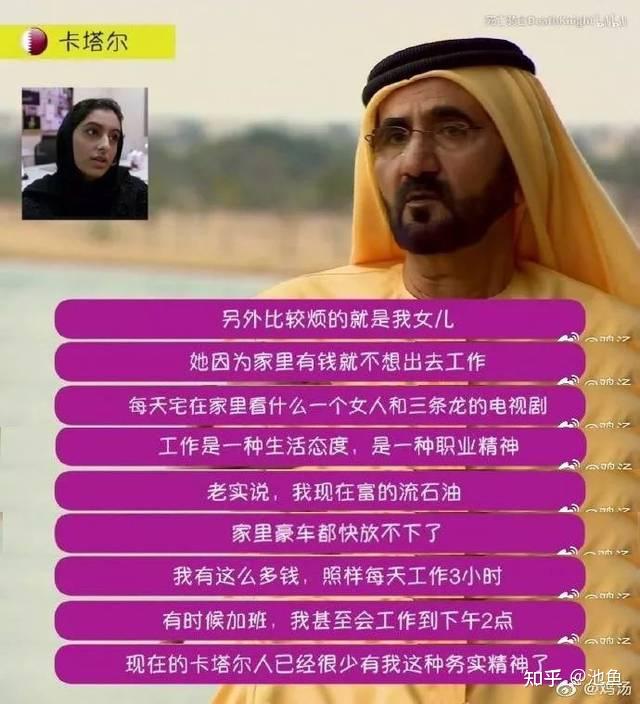 卡塔尔
另外比较烦的就是我女儿
她因为家里有钱就不想出去工作
每天宅在家里看什么一个女人和三条龙的电视剧
工作是一种生活态度，是一种职业精神
老实说，我现在富的流石油
家里豪车都快放不下了
我有这么多钱，照样每天工作3小时
有时候加班，我甚至会工作到下午2点
现在的卡塔尔人已经很少有我这种务实精神了
知乎 @池鱼
@鸡汤